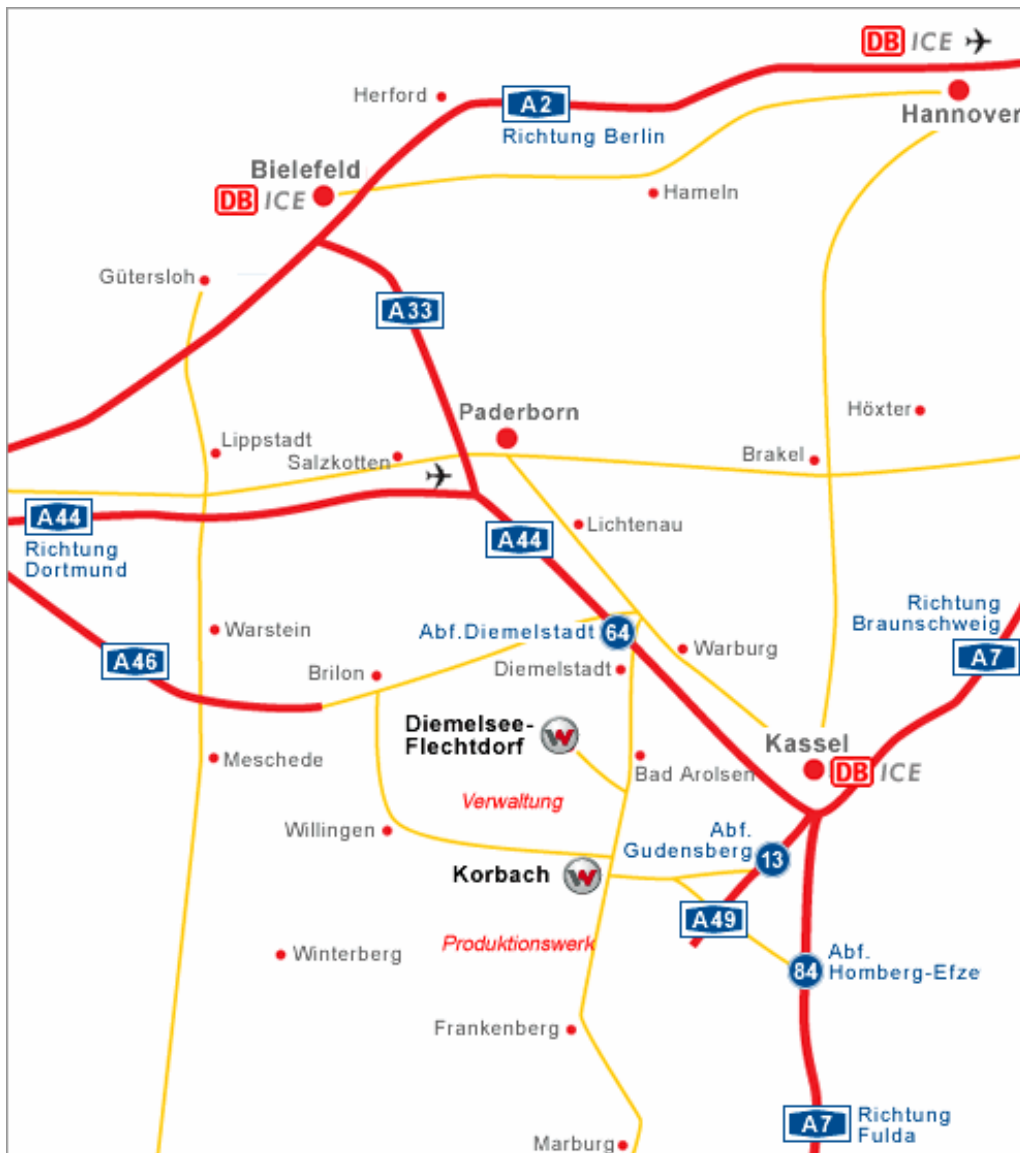 DB ICE
Herford
A2
Richtung Berlin
Hannover
Bielefeld
DB ICE
Hameln
Gütersloh
A33
Paderborn
Höxter
Lippstadt
Salzkotten
Brakel
A44
Richtung
Dortmund
Lichtenau
A44
Richtung
Braunschweig
A7
Abf.Diemelstadt 64
Warstein
A46
Brilon
Diemelstadt
Warburg
Diemelsee-
Flechtdorf
W
Kassel
DB ICE
Meschede
Bad Arolsen
Verwaltung
Willingen
Abf.
Gudensberg 13
Korbach
W
A49
Produktionswerk
Winterberg
84
Abf.
Homberg-Efze
Frankenberg
A7
Richtung
Fulda
Marburg